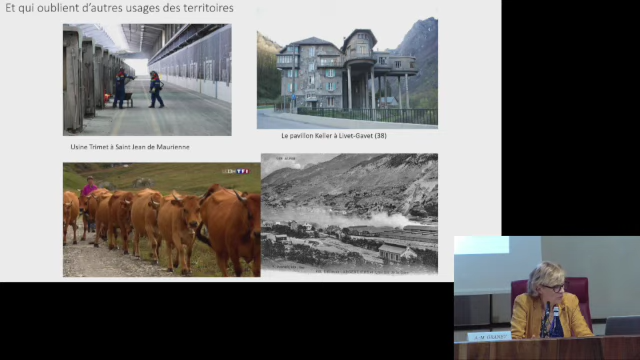 Et qui oublient d'autres usages des territoires
Usine Trimet à Saint Jean de Maurienne
Le pavillon Keller à Livet-Gavet (38)
TF1